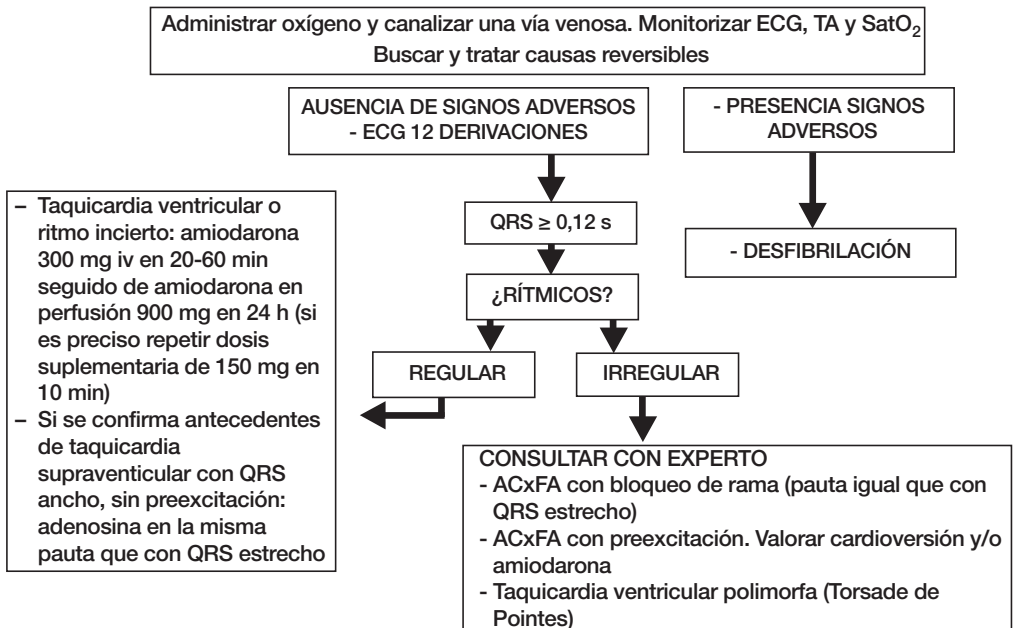 Administrar oxígeno y canalizar una vía venosa. Monitorizar ECG, TA y SatO₂
Buscar y tratar causas reversibles
AUSENCIA DE SIGNOS ADVERSOS
- ECG 12 DERIVACIONES
- PRESENCIA SIGNOS
ADVERSOS
QRS ≥ 0,12 s
- DESFIBRILACIÓN
¿RÍTMICOS?
REGULAR
IRREGULAR
– Taquicardia ventricular o
ritmo incierto: amiodarona
300 mg iv en 20-60 min
seguido de amiodarona en
perfusión 900 mg en 24 h (si
es preciso repetir dosis
suplementaria de 150 mg en
10 min)
– Si se confirma antecedentes
de taquicardia
supraventicular con QRS
ancho, sin preexcitación:
adenosina en la misma
pauta que con QRS estrecho
CONSULTAR CON EXPERTO
- ACxFA con bloqueo de rama (pauta igual que con
QRS estrecho)
- ACxFA con preexcitación. Valorar cardioversión y/o
amiodarona
- Taquicardia ventricular polimorfa (Torsade de
Pointes)